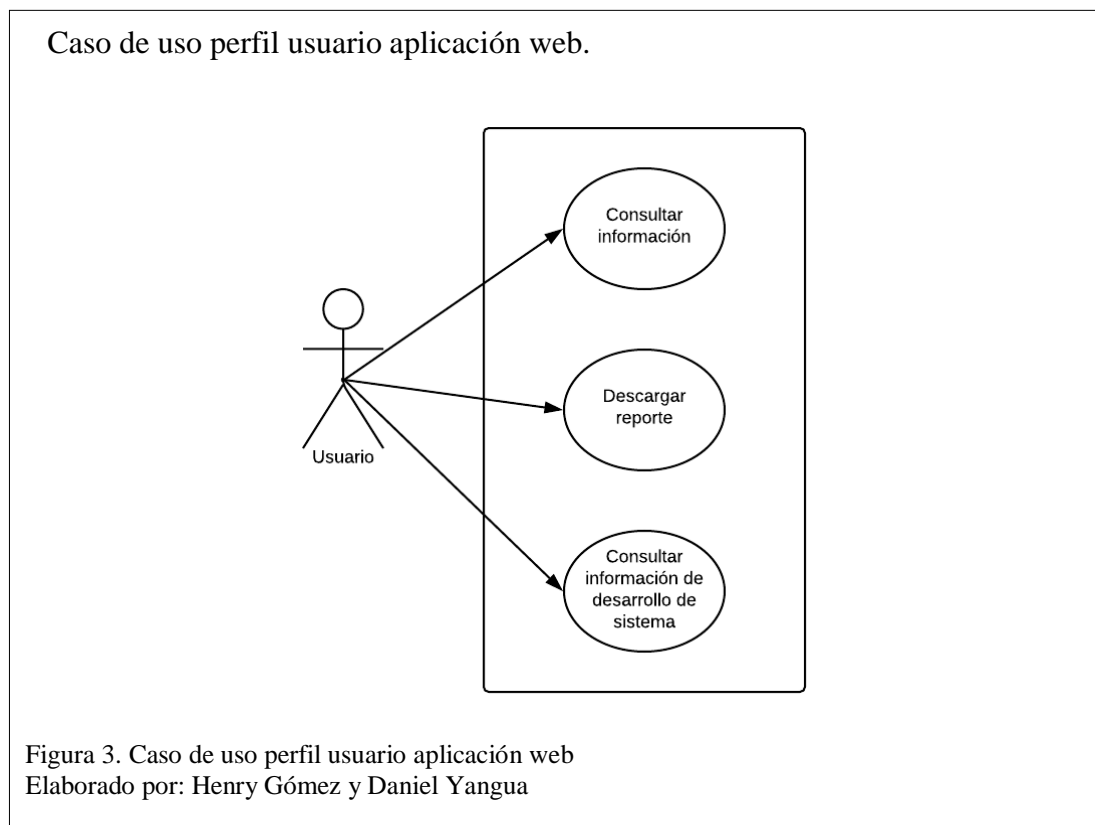 Caso de uso perfil usuario aplicación web.
Consultar
información
Usuario
Descargar
reporte
Consultar
información de
desarrollo de
sistema
Figura 3. Caso de uso perfil usuario aplicación web
Elaborado por: Henry Gómez y Daniel Yangua